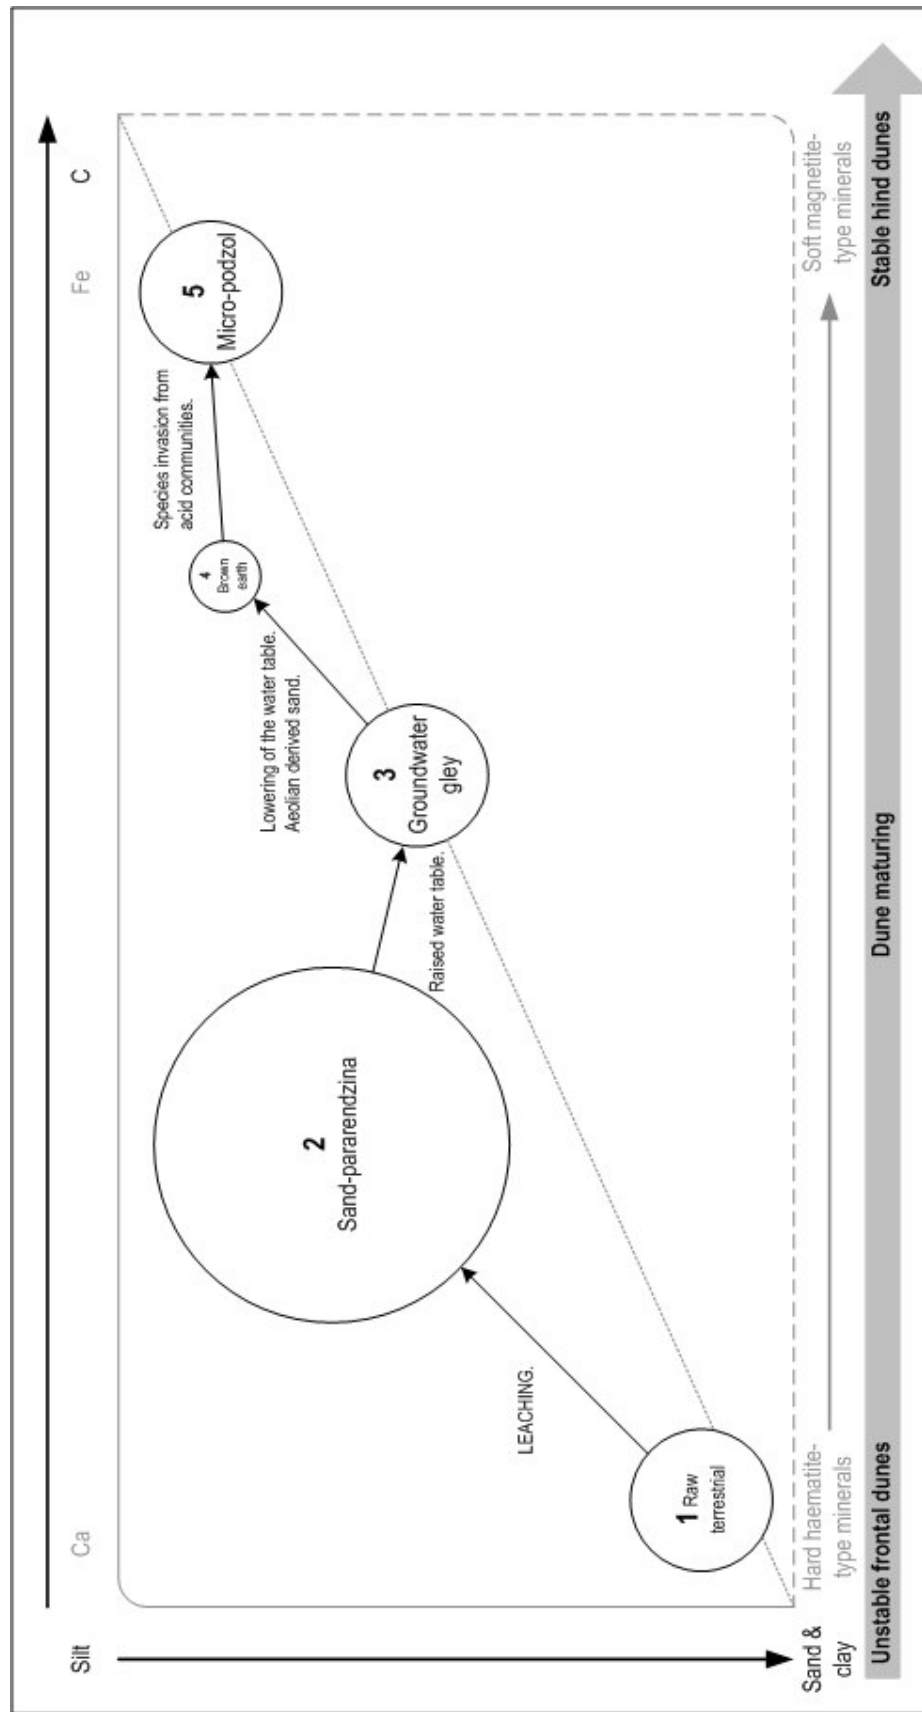 Silt
Ca
Fe
C
5
Micro-podzol
Species invasion from
acid communities.
4
Brown
earth
Lowering of the water table.
Aeolian derived sand.
3
Groundwater
gley
Raised water table.
2
Sand-pararendzina
LEACHING.
1 Raw
terrestrial
Sand &
clay
Hard haematite-
type minerals
Soft magnetite-
type minerals
Unstable frontal dunes
Dune maturing
Stable hind dunes